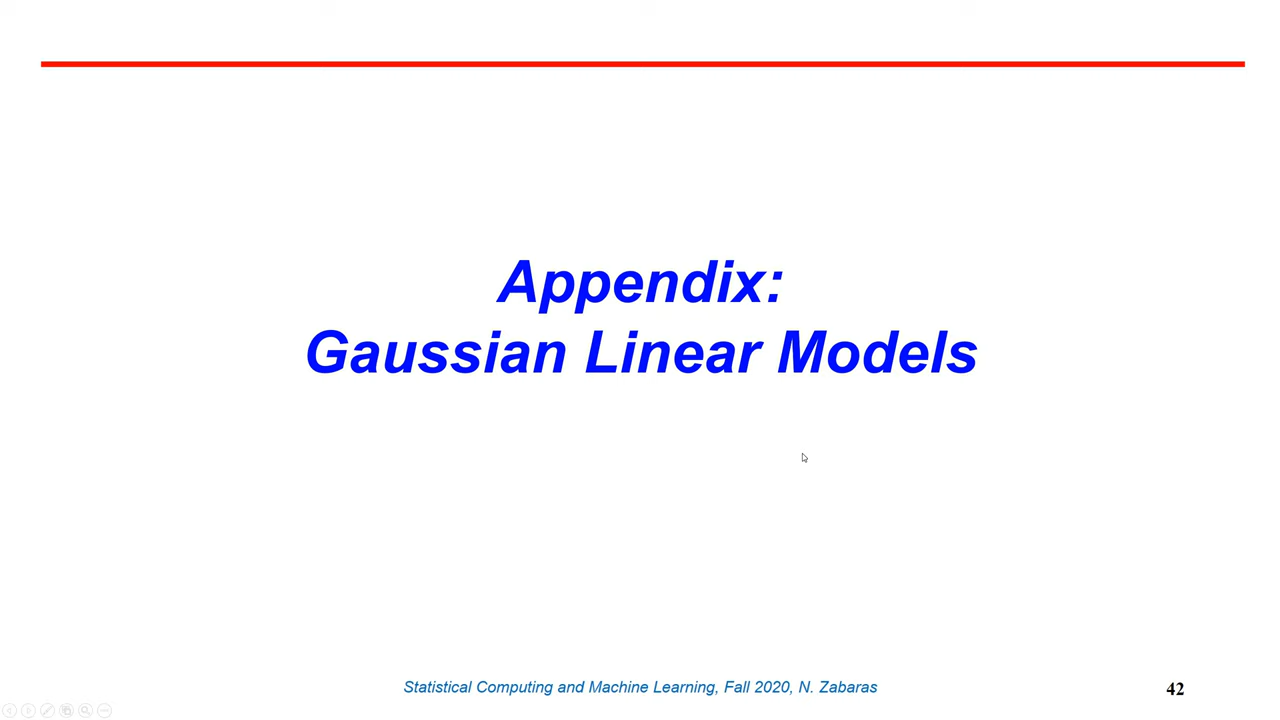 Appendix:
Gaussian Linear Models
Statistical Computing and Machine Learning, Fall 2020, N. Zabaras
42